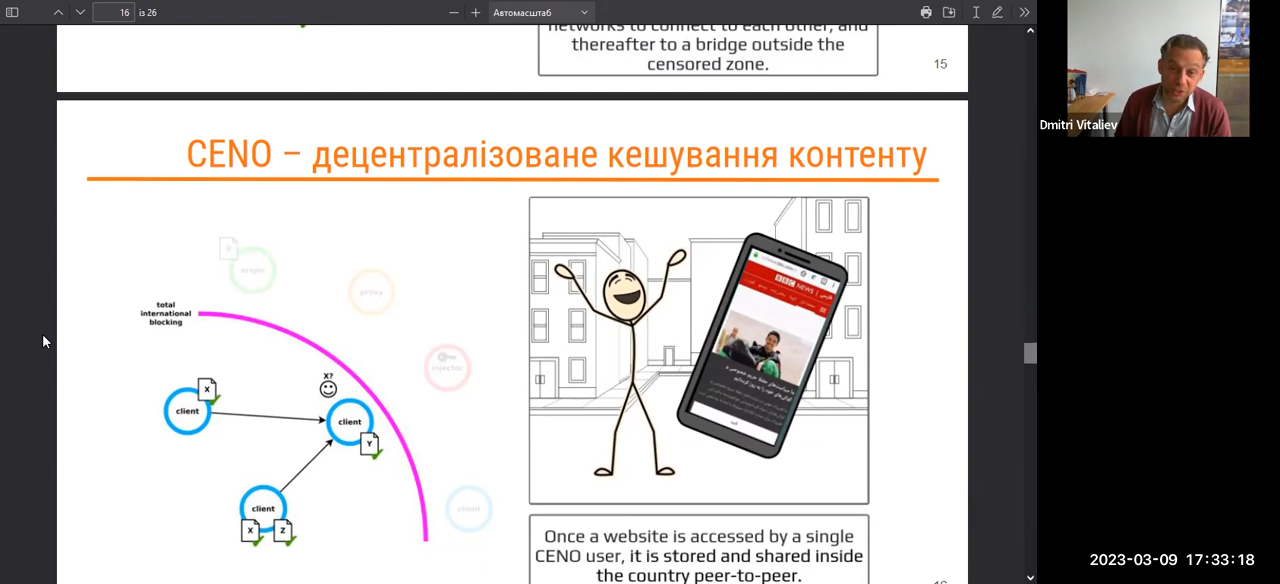 16
із 26
Автомасштаб
networks to connect to each other, and
thereafter to a bridge outside the
censored zone.
15
CENO – децентралізоване кешування контенту
origin
proxy
total
international
blocking
injector
X?
X
client
client
Y
client
X
Z
client
BBC NEWS
Once a website is accessed by a single
CENO user, it is stored and shared inside
the country peer-to-peer.
Dmitri Vitaliev
2023-03-09 17:33:18